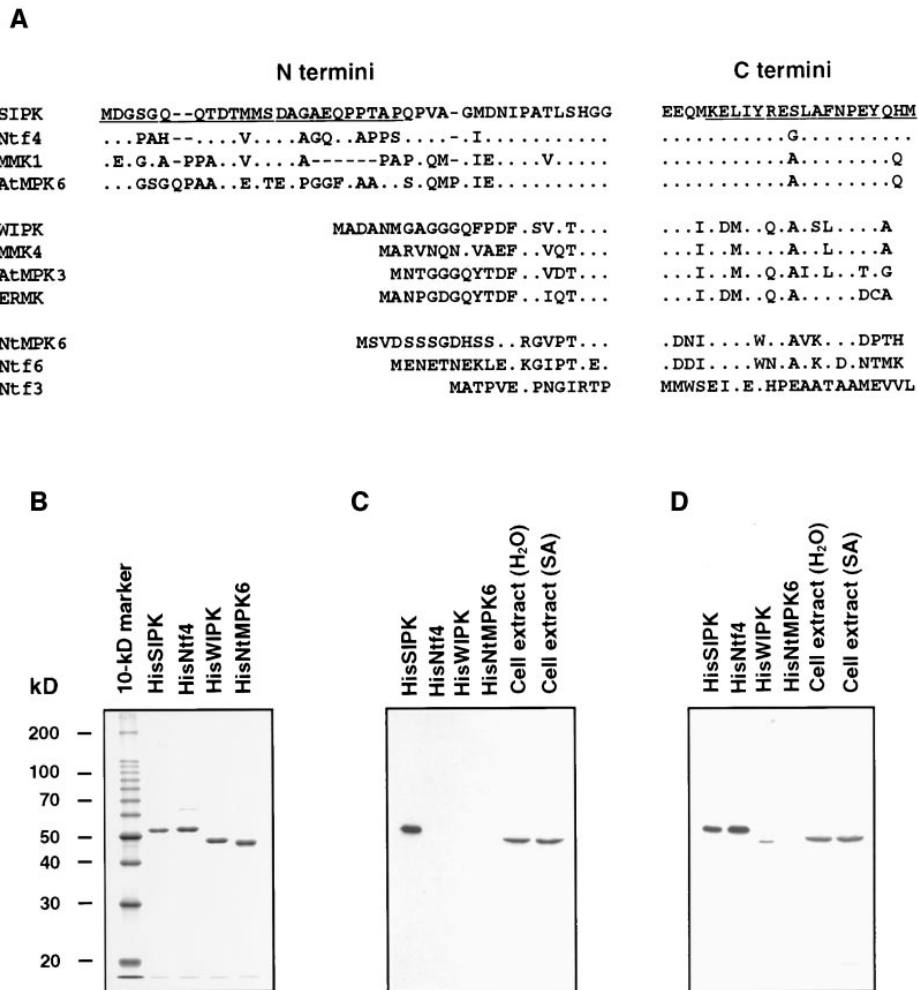 A
N termini C termini
SIPK MDGSGQ--QTDTMMSDAGAEQPPTAPQPVA-GMDNIPATLSHGG EEQMKELIYRESLAFNPEYQHM
Ntf4 ...PAH--....V....AGQ..APPS....-.I............ .............G........
MMK1 .E.G.A-PPA..V....A------PAP.QM-.IE.....V..... .............A........Q
AtMPK6 ...GSGQPAA..E.TE.PGGF.AA..S.QMP.IE.......... .............A........Q
WIPK MADANMGAGGGQFPDF.SV.T... ...I.DM..Q.A.SL....A
MMK4 MARVNQN.VAEF..VQT... ...I..M....A..L....A
AtMPK3 MNTGGGQYTDF..VDT... ...I..M..Q.AI.L..T.G
ERMK MANPGDGQYTDF..IQT... ...I.DM..Q.A.....DCA
NtMPK6 MSVDSSSGDHSS..RGVPT... .DNI....W..AVK...DPTH
Ntf6 MENETNEKLE.KGIPT.E. .DDI....WN.A.K.D.NTMK
Ntf3 MATPVE.PNGIRTP MMWSEI.E.HPEAATAAMEVVL
B
10-kD marker
HisSIPK
HisNtf4
HisWIPK
HisNtMPK6
kD
200
100
70
50
40
30
20
C
HisSIPK
HisNtf4
HisWIPK
HisNtMPK6
Cell extract (H₂O)
Cell extract (SA)
D
HisSIPK
HisNtf4
HisWIPK
HisNtMPK6
Cell extract (H₂O)
Cell extract (SA)